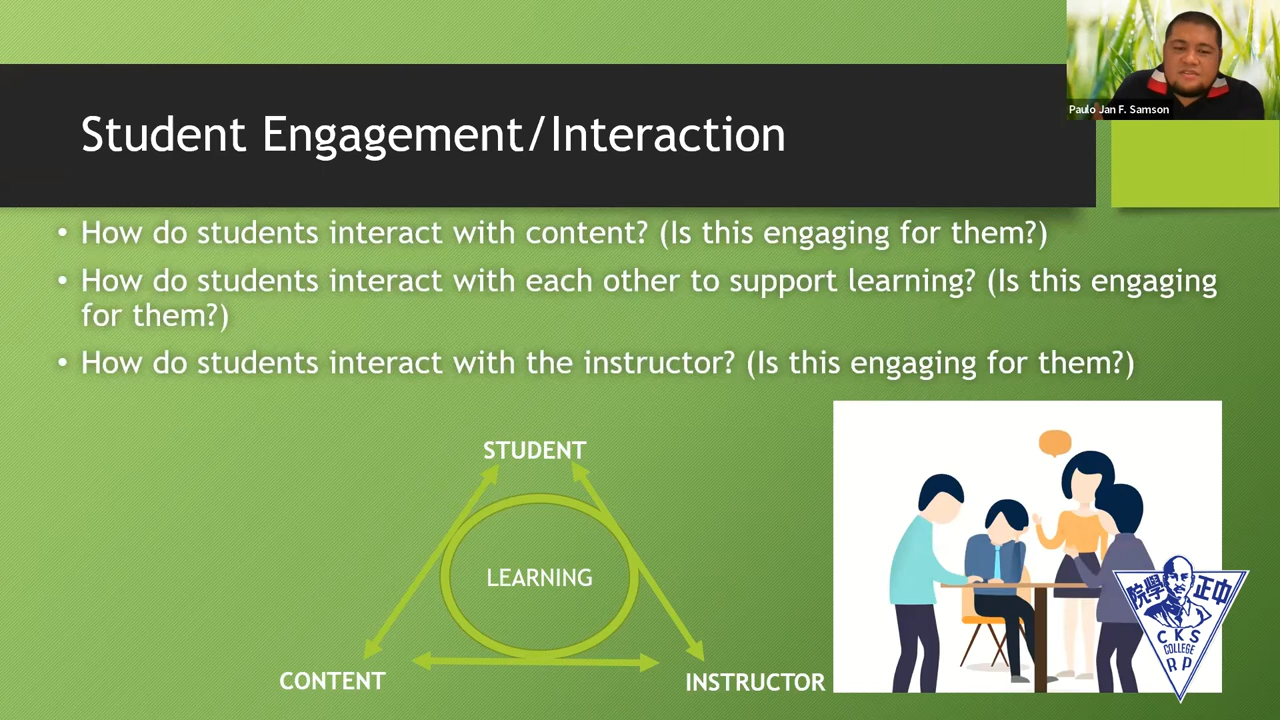 Paulo Jan F. Samson
Student Engagement/Interaction
• How do students interact with content? (Is this engaging for them?)
• How do students interact with each other to support learning? (Is this engaging
for them?)
• How do students interact with the instructor? (Is this engaging for them?)
STUDENT
LEARNING
CONTENT
INSTRUCTOR
院學 正中
CKS
COLLEGE
R P